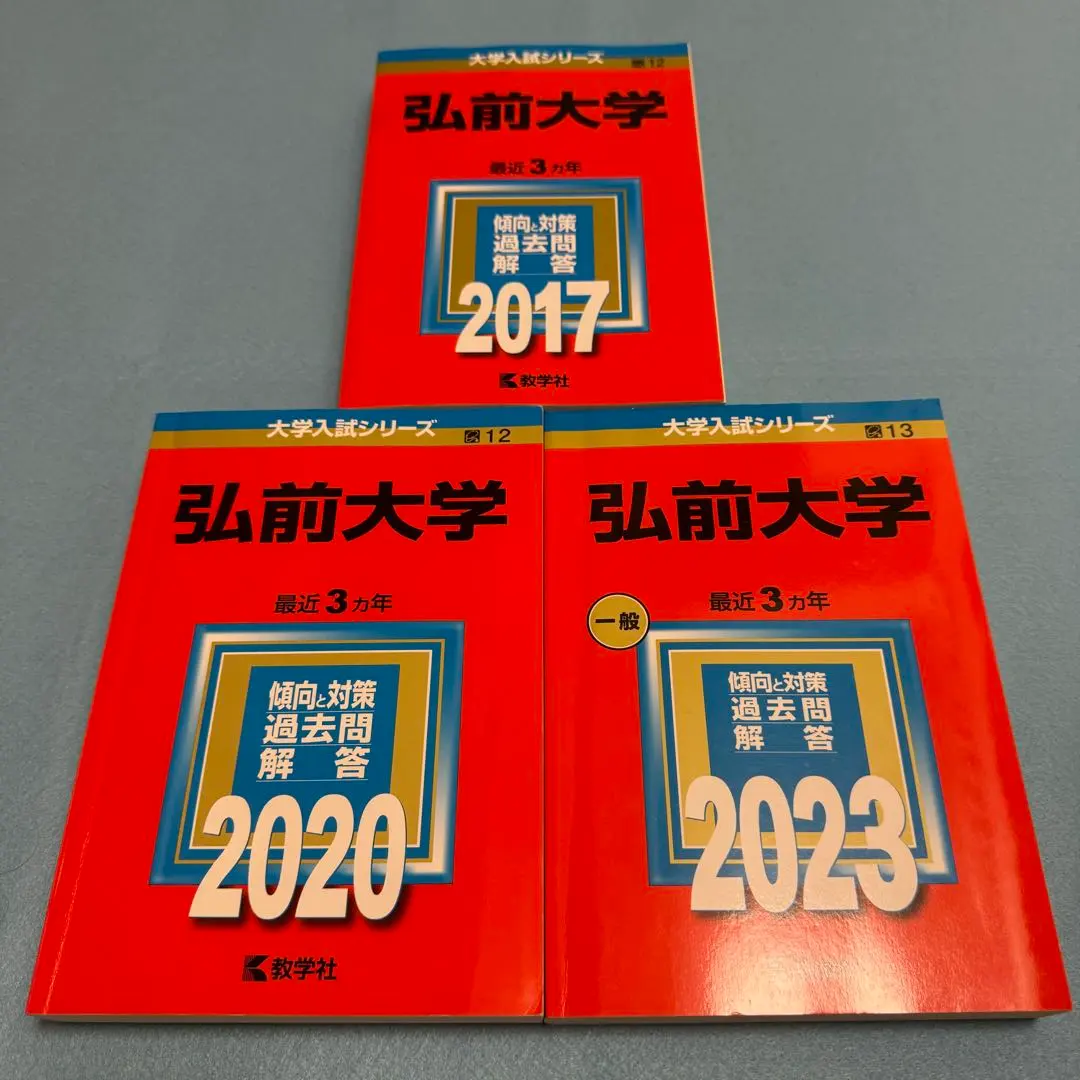 大学入試シリーズ
12
弘前大学
最近3ヵ年
傾向と対策
過去問
解答
2017
教学社
大学入試シリーズ
12
弘前大学
最近3ヵ年
傾向と対策
過去問
解答
2020
教学社
大学入試シリーズ
13
弘前大学
最近3ヵ年
一般
傾向と対策
過去問
解答
2023